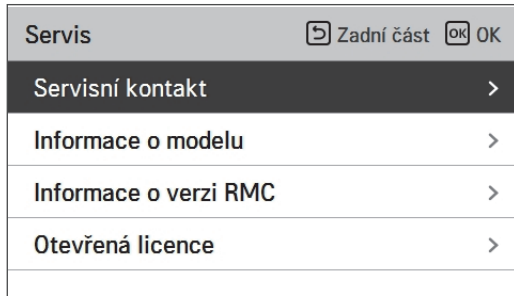 Servis Zadní část OK OK
Servisní kontakt >
Informace o modelu >
Informace o verzi RMC >
Otevřená licence >